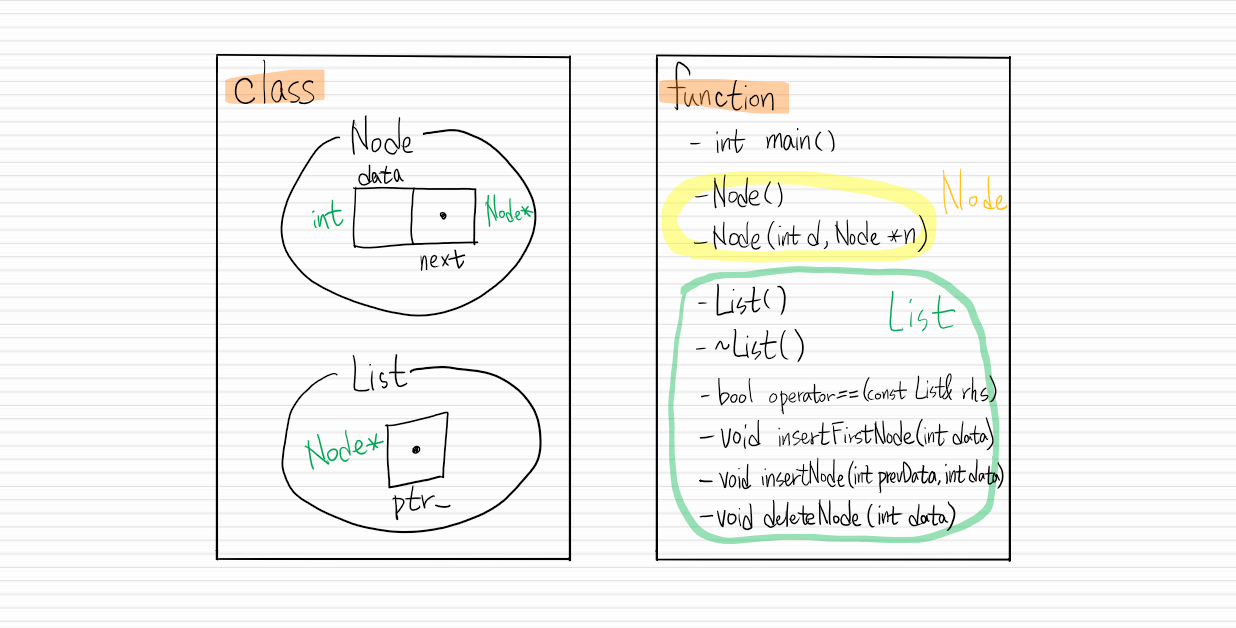 class
Node
data
int
Node*
next
List
Node*
ptr_
function
- int main()
Node
- Node()
- Node(int d, Node *n)
List
- List()
- ~List()
- bool operator==(const List& rhs)
- void insertFirstNode(int data)
- void insertNode(int prevData, int data)
- void deleteNode(int data)